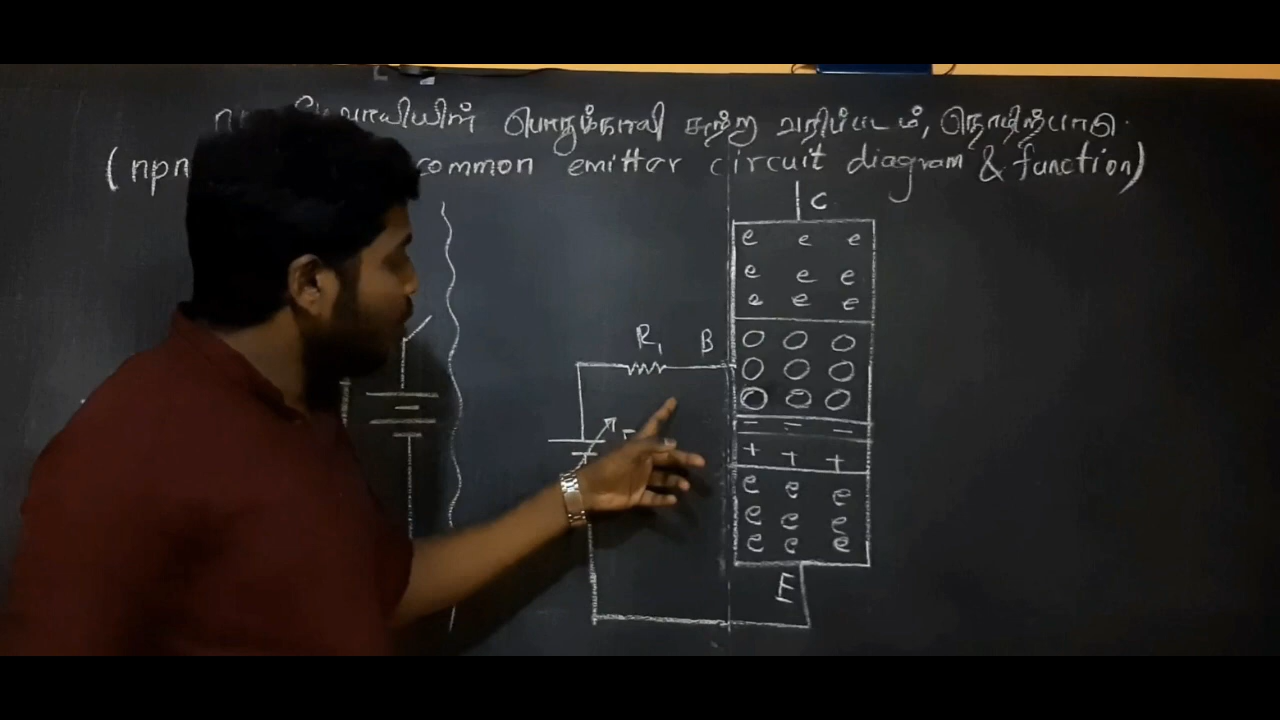 பொதுக்காலி சுற்று வரிப்படம், தொழிற்பாடு.
(npn common emitter circuit diagram & function)
C
e e e
e e e
e e e
R₁ B
O O O
O O O
O O O
- - -
+ + +
e e e
e e e
e e e
E